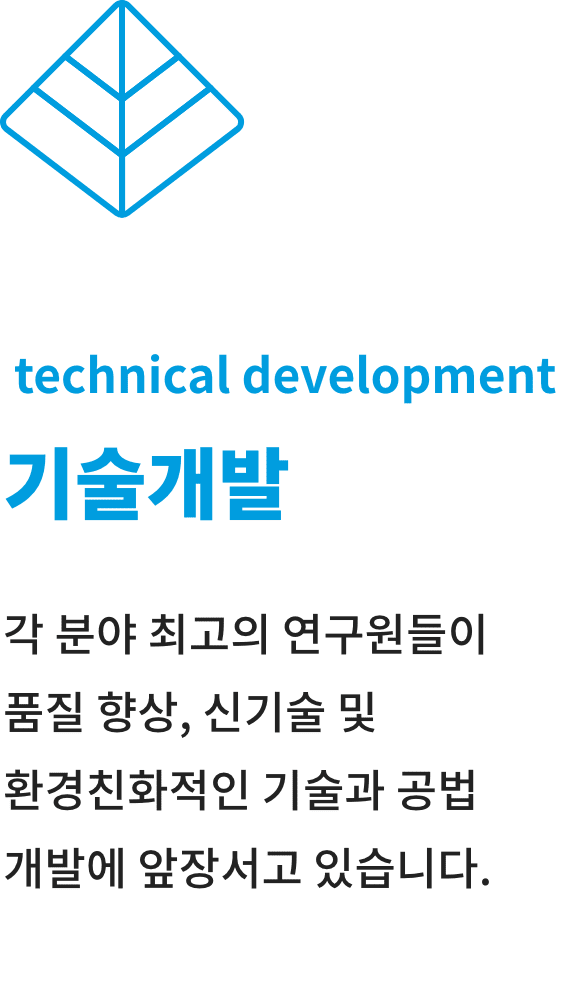 technical development
기술개발
각 분야 최고의 연구원들이
품질 향상, 신기술 및
환경친화적인 기술과 공법
개발에 앞장서고 있습니다.